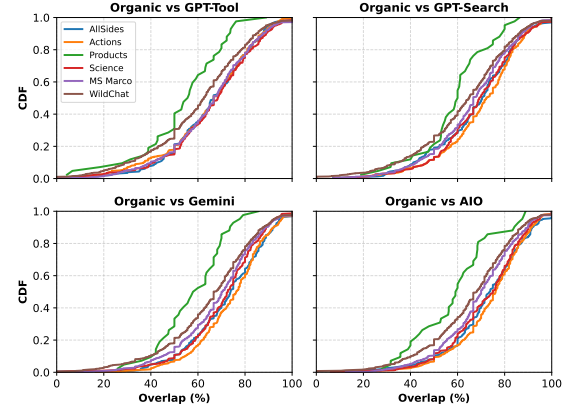 Organic vs GPT-Tool
Organic vs GPT-Search
1.0
0.8
0.6
0.4
0.2
0.0
CDF
AllSides
Actions
Products
Science
MS Marco
WildChat
Organic vs Gemini
Organic vs AIO
1.0
0.8
0.6
0.4
0.2
0.0
CDF
0 20 40 60 80 100
0 20 40 60 80 100
Overlap (%)
Overlap (%)